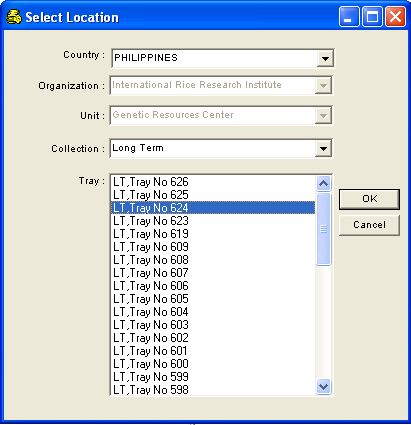 Select Location
Country : PHILIPPINES
Organization : International Rice Research Institute
Unit : Genetic Resources Center
Collection : Long Term
Tray : LT,Tray No 626
LT,Tray No 625
LT,Tray No 624
LT,Tray No 623
LT,Tray No 619
LT,Tray No 609
LT,Tray No 608
LT,Tray No 607
LT,Tray No 606
LT,Tray No 605
LT,Tray No 604
LT,Tray No 603
LT,Tray No 602
LT,Tray No 601
LT,Tray No 600
LT,Tray No 599
LT,Tray No 598
OK
Cancel